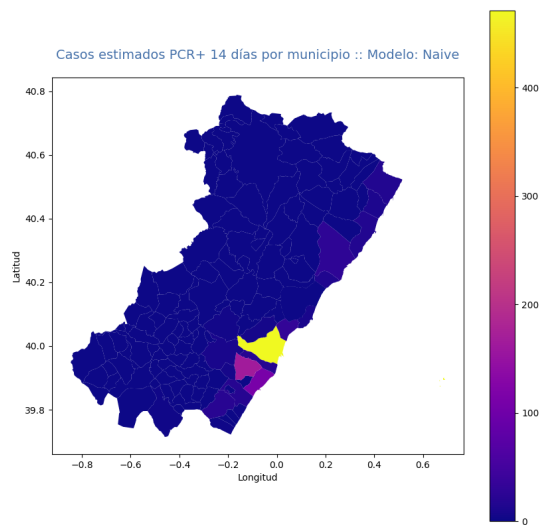 Casos estimados PCR+ 14 días por municipio :: Modelo: Naive
40.8
40.6
40.4
40.2
40.0
39.8
Latitud
−0.8 −0.6 −0.4 −0.2 0.0 0.2 0.4 0.6
Longitud
400
300
200
100
0